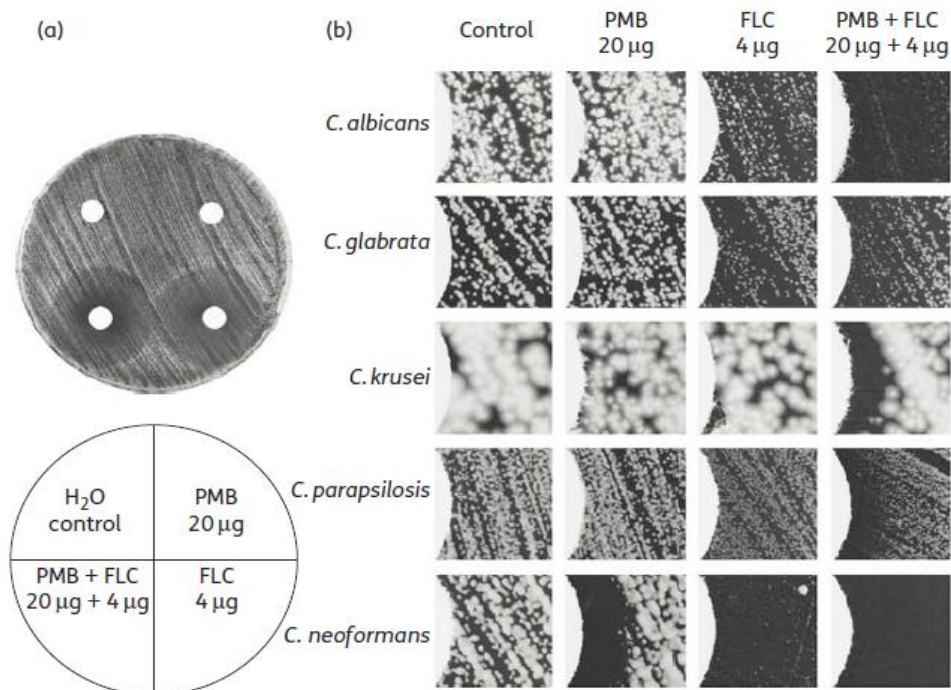 (a)
H₂O
control
PMB
20 µg
PMB + FLC
20 µg + 4 µg
FLC
4 µg
(b)
Control
PMB
20 µg
FLC
4 µg
PMB + FLC
20 µg + 4 µg
C. albicans
C. glabrata
C. krusei
C. parapsilosis
C. neoformans